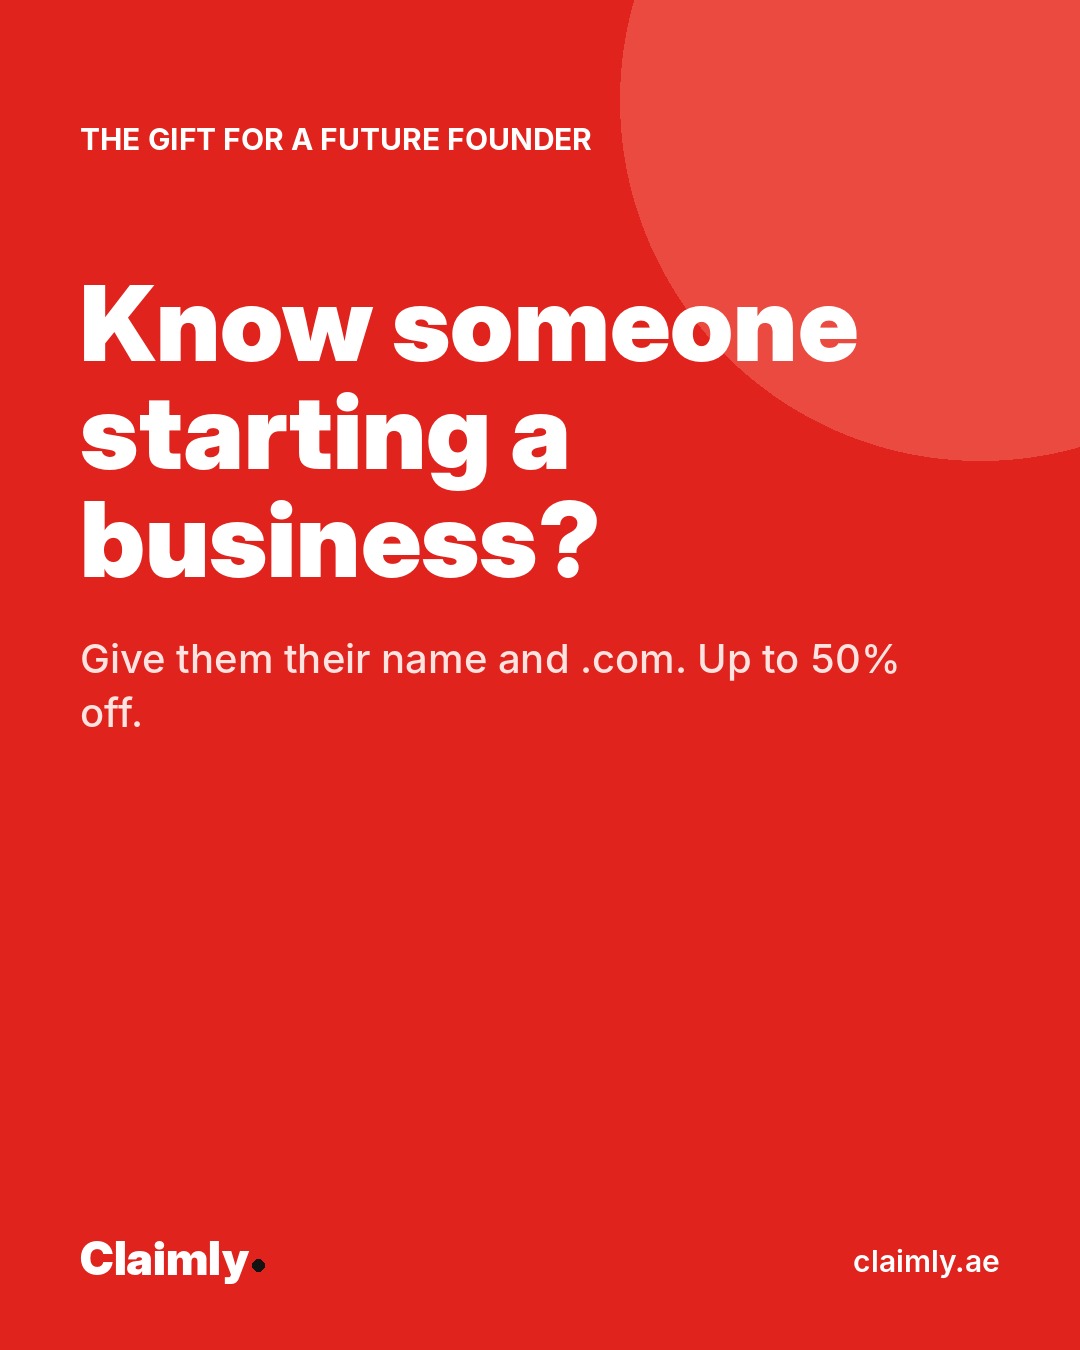 THE GIFT FOR A FUTURE FOUNDER
Know someone
starting a
business?
Give them their name and .com. Up to 50%
off.
Claimly.
claimly.ae